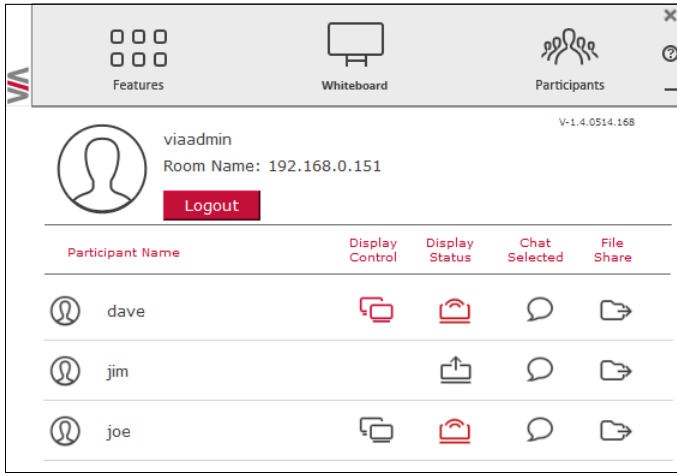 Features Whiteboard Participants
V-1.4.0514.168
viaadmin
Room Name: 192.168.0.151
Logout
Participant Name Display Control Display Status Chat Selected File Share
dave
jim
joe